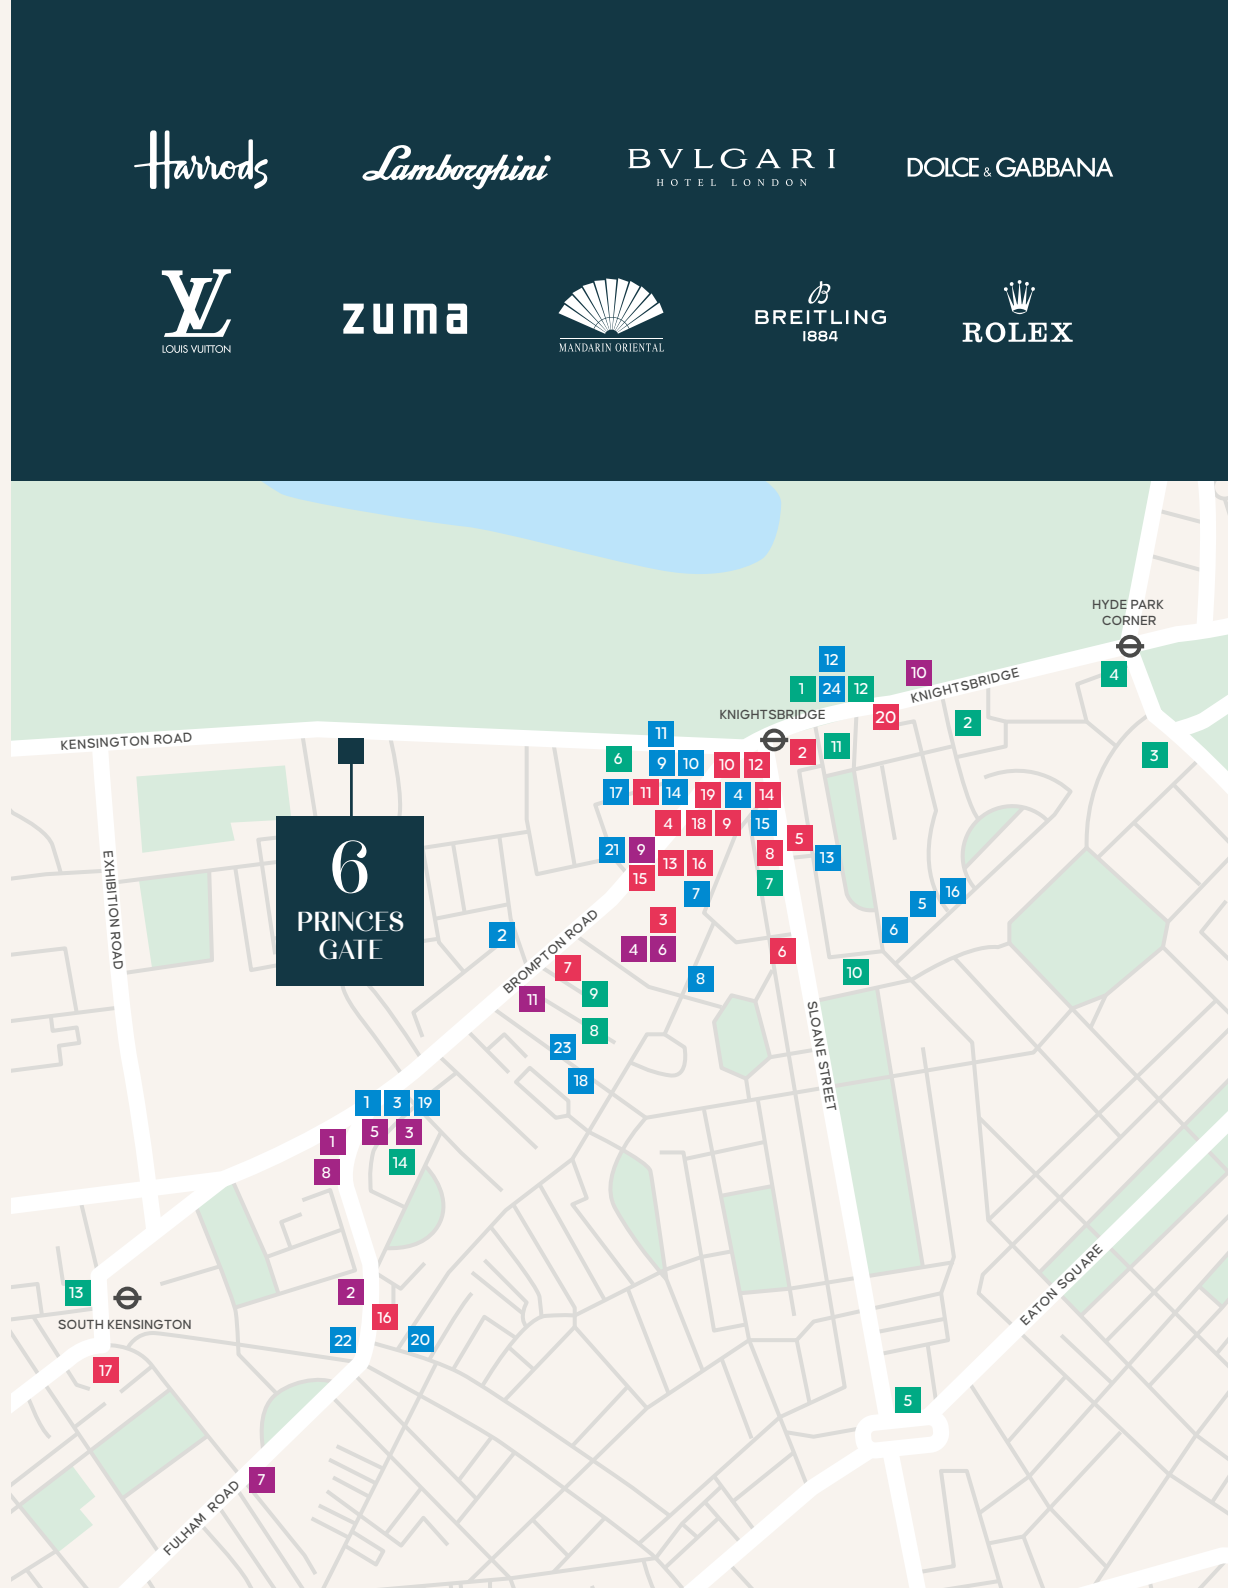 Harrods
Lamborghini
BVLGARI
HOTEL LONDON
DOLCE & GABBANA
LV
LOUIS VUITTON
zuma
MANDARIN ORIENTAL
B
BREITLING
1884
ROLEX
HYDE PARK
CORNER
12
10
4
1 24 12
KNIGHTSBRIDGE
KNIGHTSBRIDGE
20
2
11
KENSINGTON ROAD
2 11
3
6 9 10 10 12
17 11 14 19 4 14
4 18 9 15
5
21 9 8 13
13 16
15 7
7 16
5
3
6
2
BROMPTON ROAD
4 6 6
7
10
8
11
9
EXHIBITION ROAD
6
PRINCES
GATE
8
23
18
SLOANE STREET
1 3 19
5 3
1
14
8
13
2
SOUTH KENSINGTON
16
22 20
17
EATON SQUARE
5
7
FULHAM ROAD